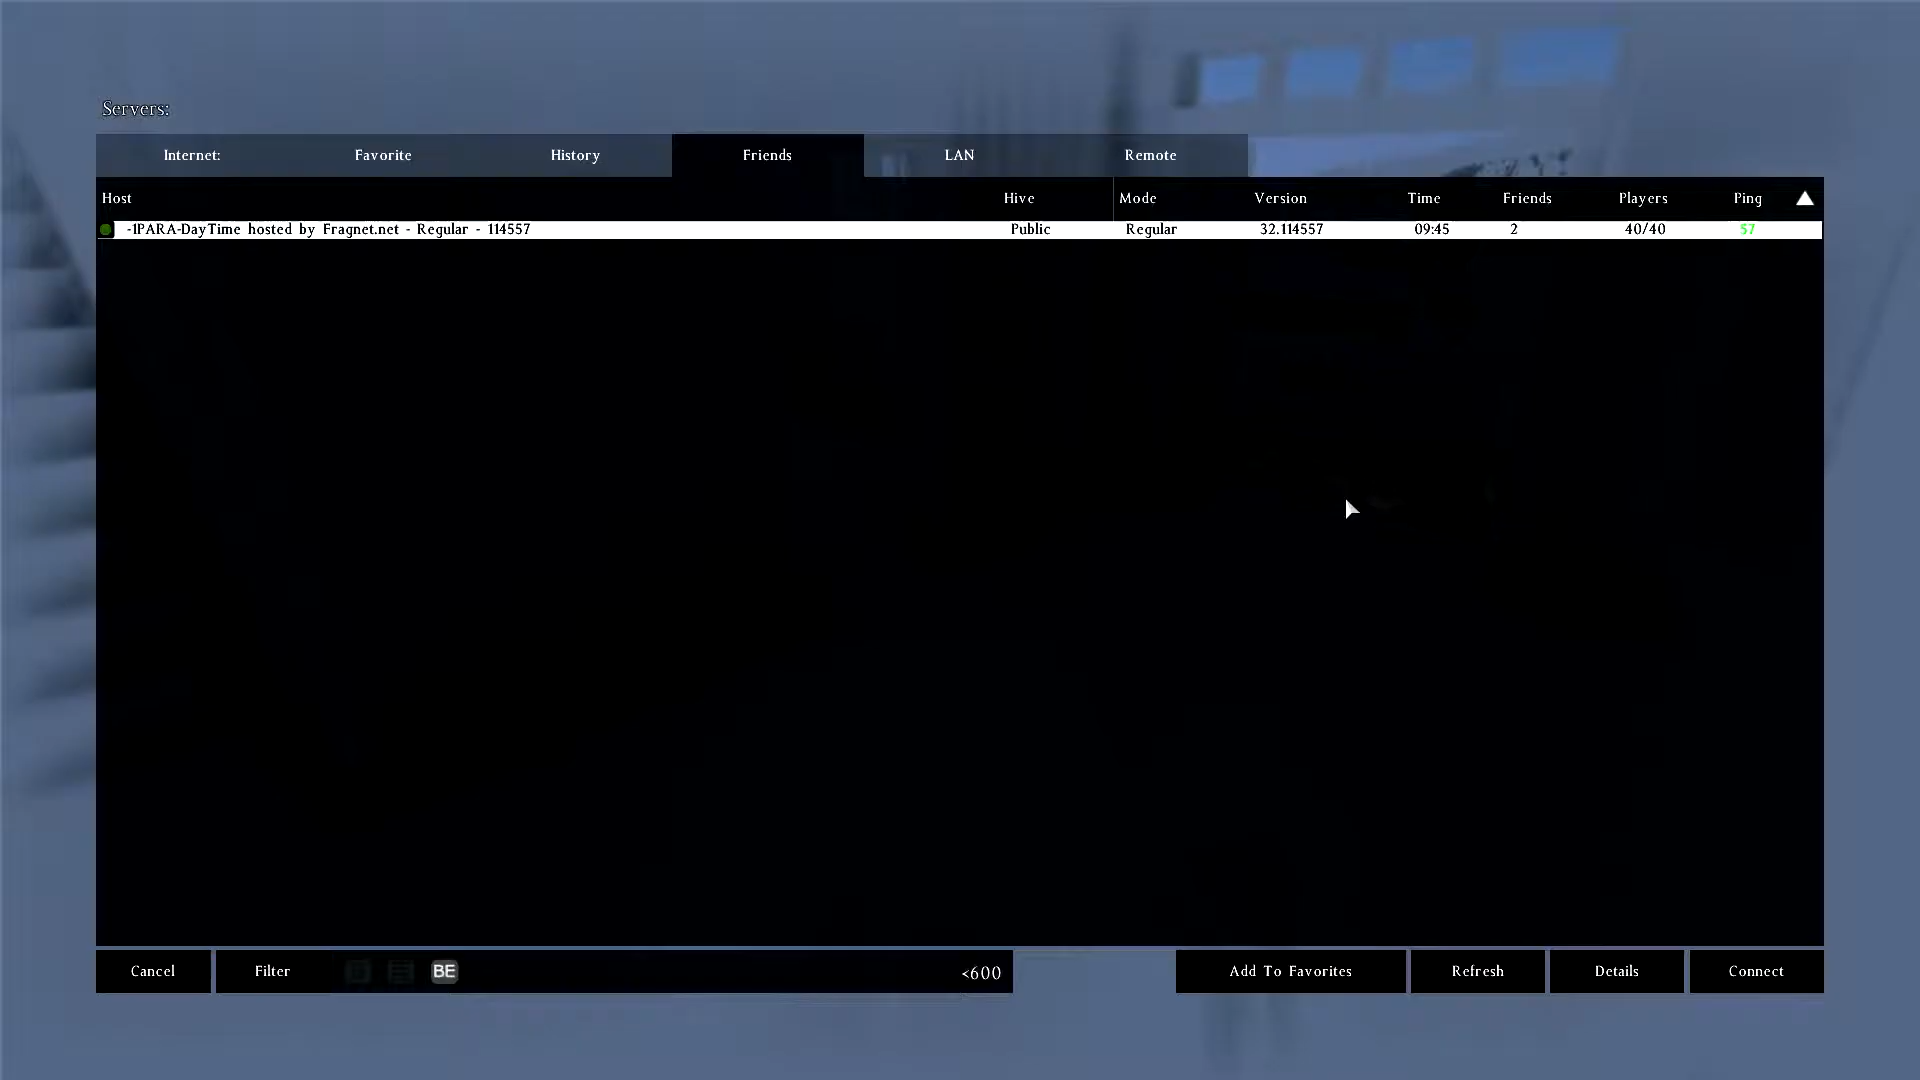 Servers:
Internet: Favorite History Friends LAN Remote
Host Hive Mode Version Time Friends Players Ping
-1PARA-DayTime hosted by Fragnet.net - Regular - 114557 Public Regular 32.114557 09:45 2 40/40 57
Cancel Filter BE <600 Add To Favorites Refresh Details Connect